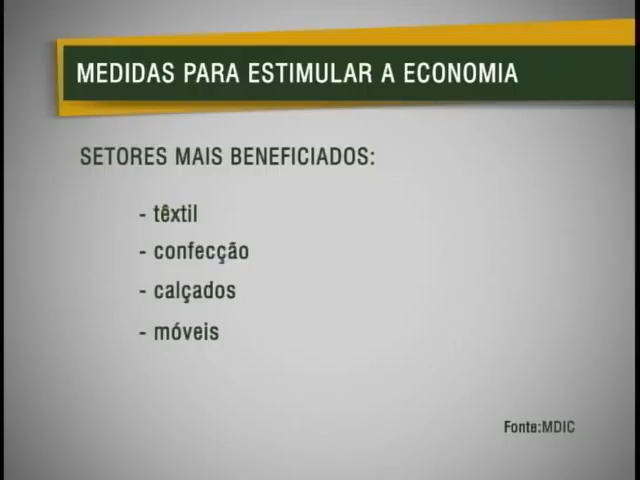 MEDIDAS PARA ESTIMULAR A ECONOMIA
SETORES MAIS BENEFICIADOS:
- têxtil
- confecção
- calçados
- móveis
Fonte:MDIC